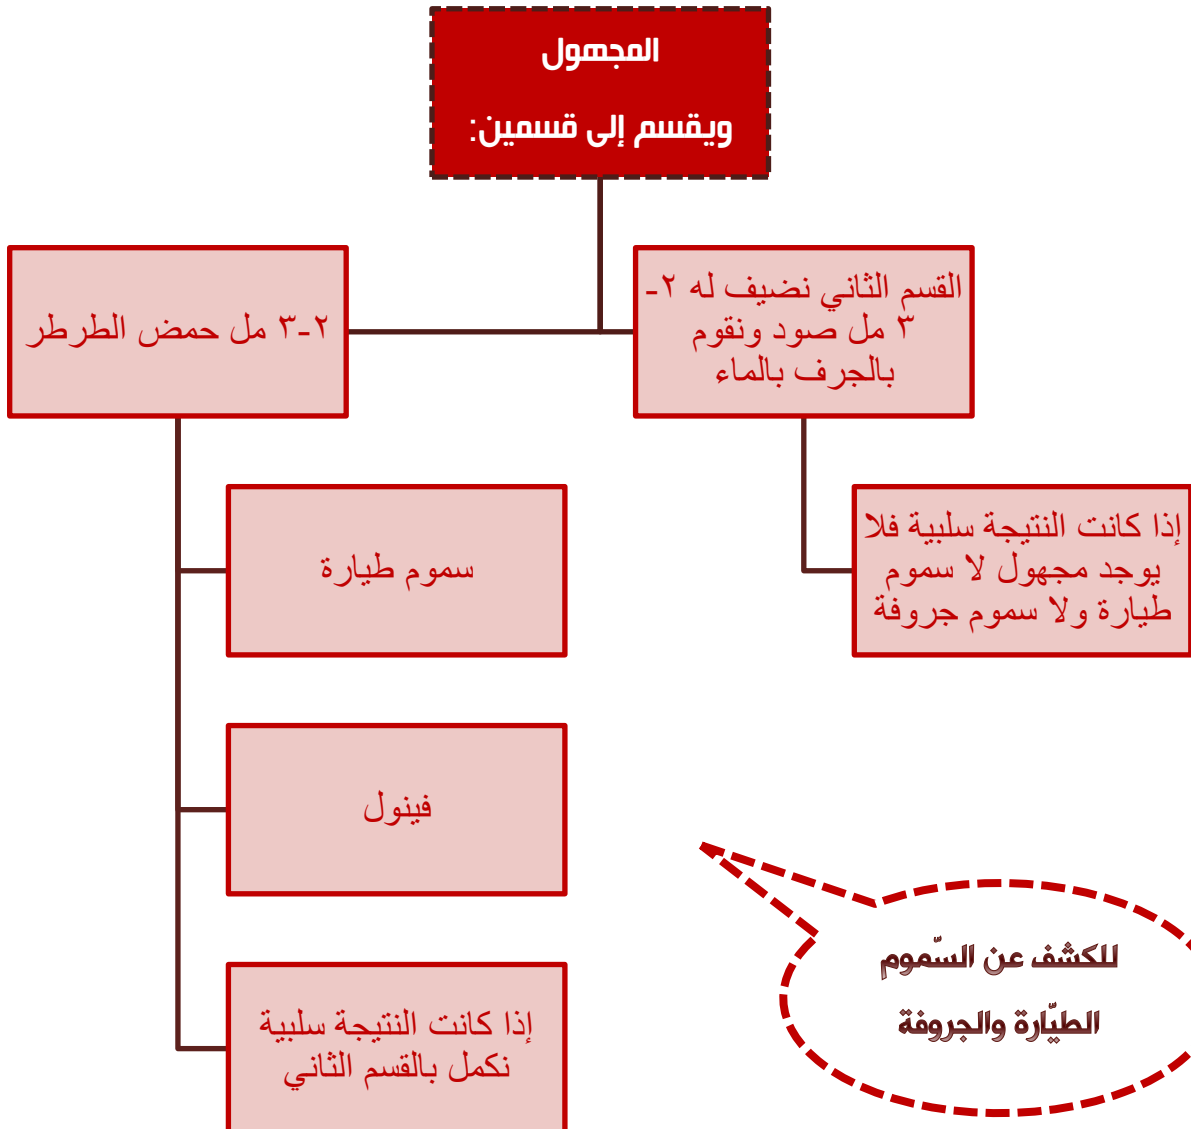 المجهول
ويقسم إلى قسمين:
القسم الثاني نضيف له ٢-
٣ مل صود ونقوم
بالجرف بالماء
٢-٣ مل حمض الطرطر
إذا كانت النتيجة سلبية فلا
يوجد مجهول لا سموم
طيارة ولا سموم جروفة
سموم طيارة
فينول
إذا كانت النتيجة سلبية
نكمل بالقسم الثاني
للكشف عن السّموم
الطيّارة والجروفة